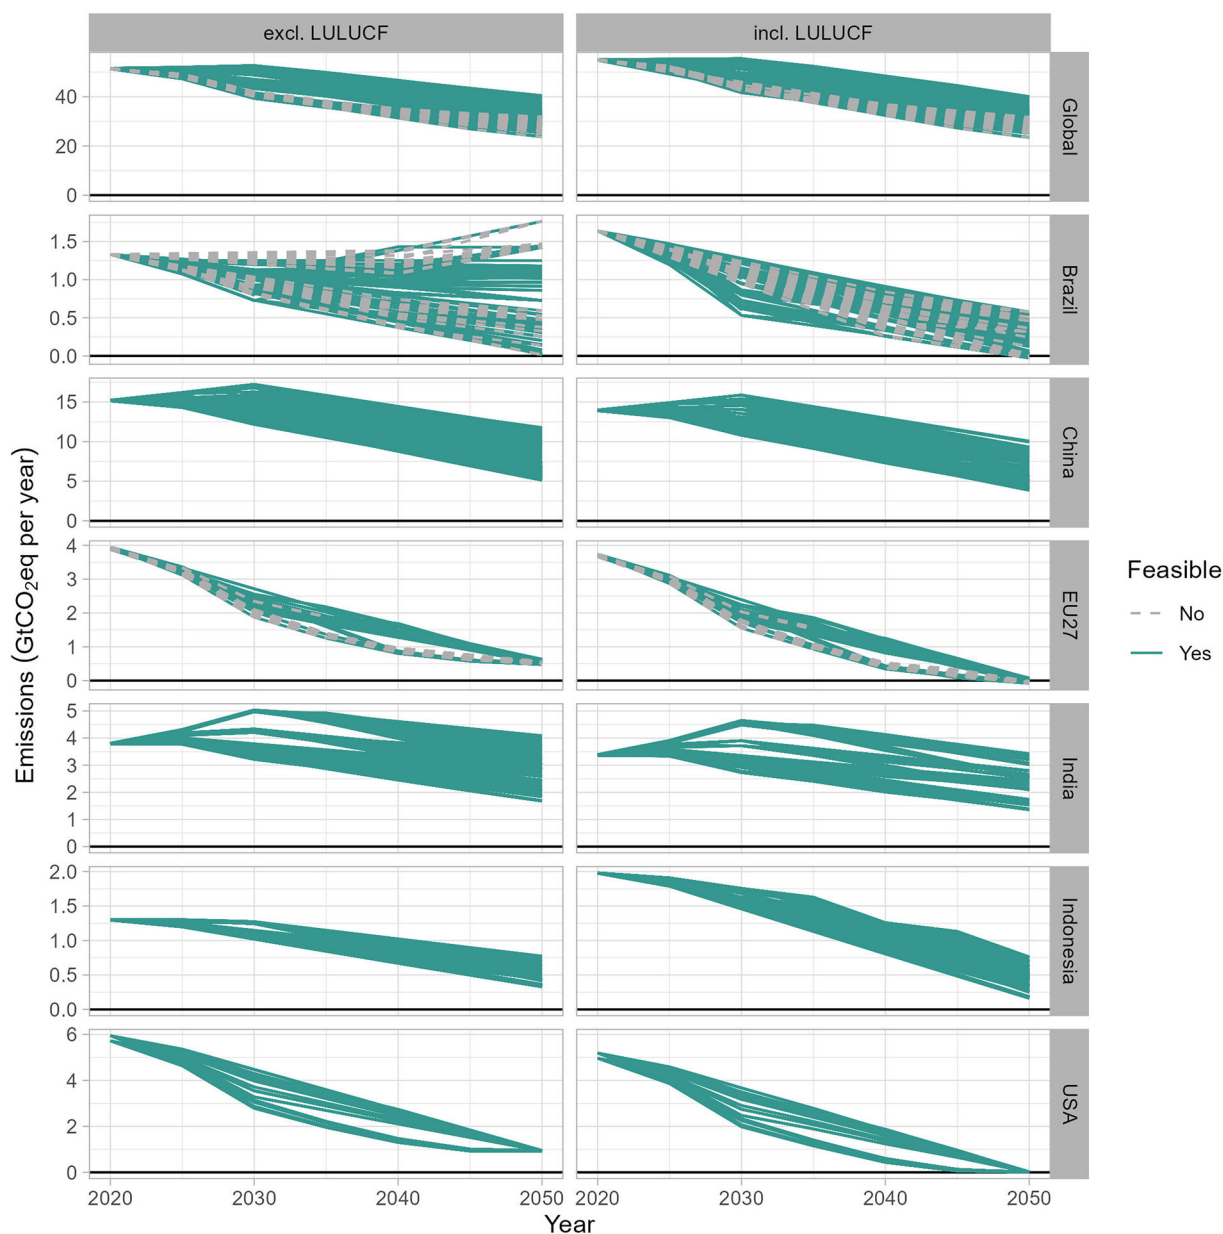 excl. LULUCF
incl. LULUCF
Emissions (GtCO₂eq per year)
40
20
0
Global
1.5
1.0
0.5
0.0
Brazil
15
10
5
0
China
4
3
2
1
0
EU27
5
4
3
2
1
0
India
2.0
1.5
1.0
0.5
0.0
Indonesia
6
4
2
0
USA
2020 2030 2040 2050
2020 2030 2040 2050
Year
Feasible
No
Yes